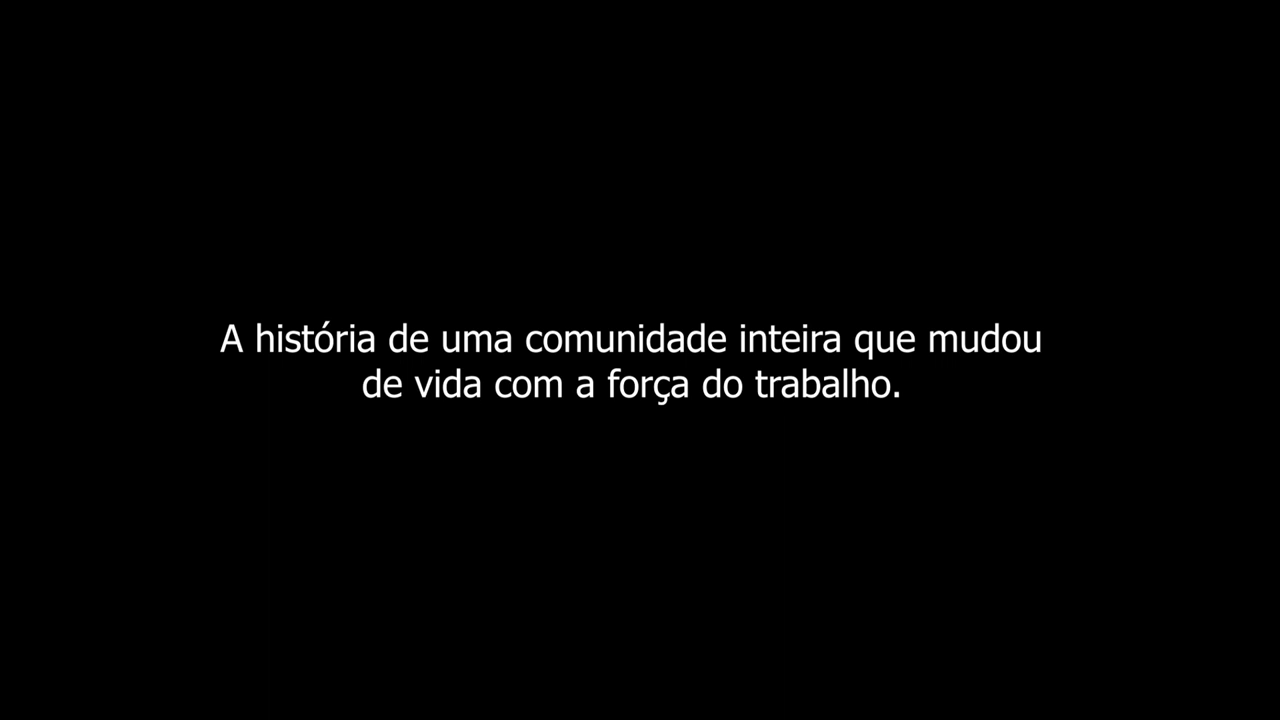 A história de uma comunidade inteira que mudou
de vida com a força do trabalho.